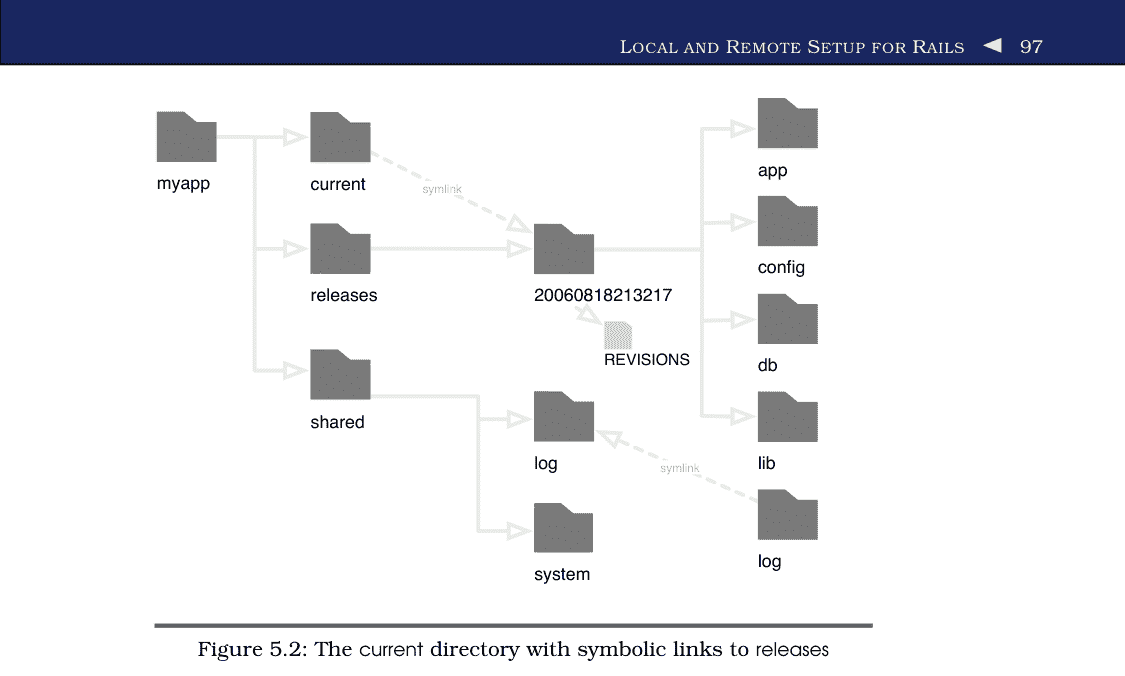 LOCAL AND REMOTE SETUP FOR RAILS ◄ 97
myapp
current
symlink
releases
shared
20060818213217
REVISIONS
log
system
app
config
db
lib
symlink
log
Figure 5.2: The current directory with symbolic links to releases